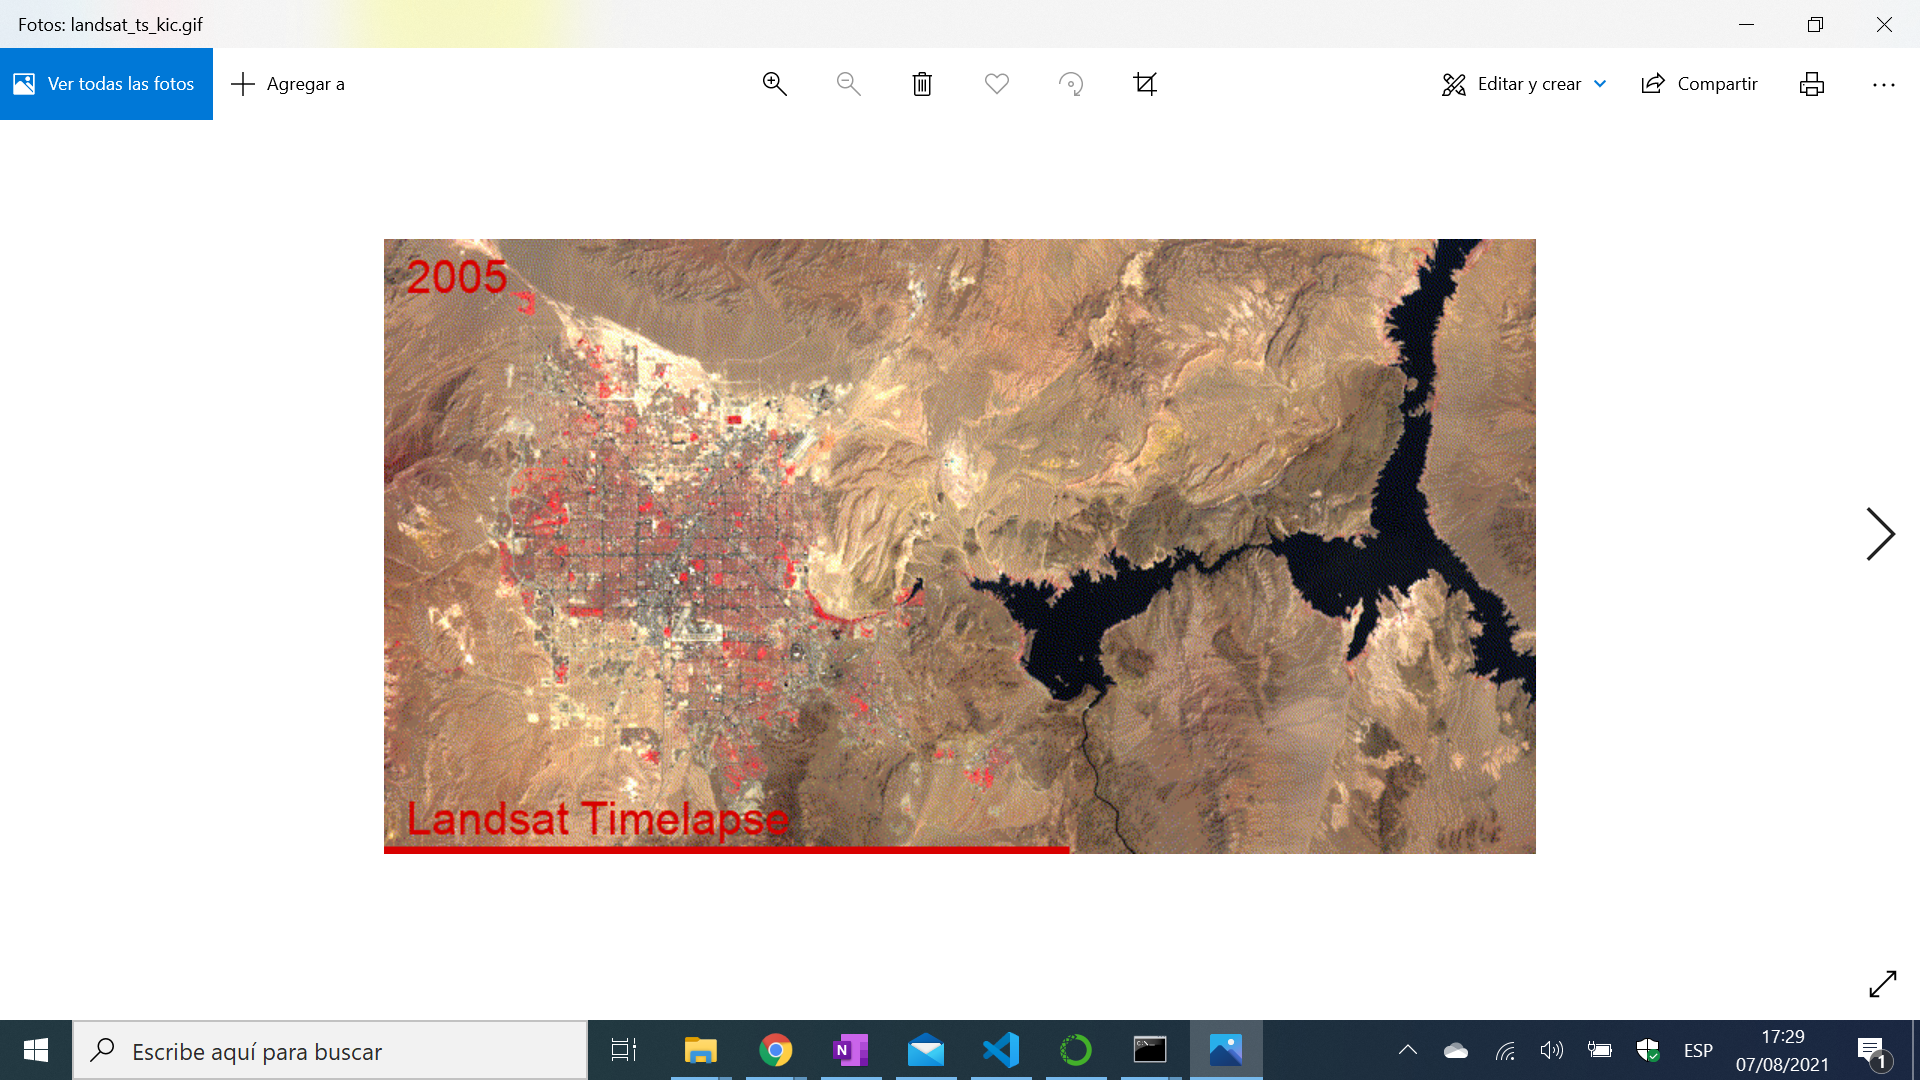 Fotos: landsat_ts_kic.gif
Ver todas las fotos
Agregar a
Editar y crear
Compartir
2005
Landsat Timelapse
Escribe aquí para buscar
N
C:\_
ESP
17:29
07/08/2021
1